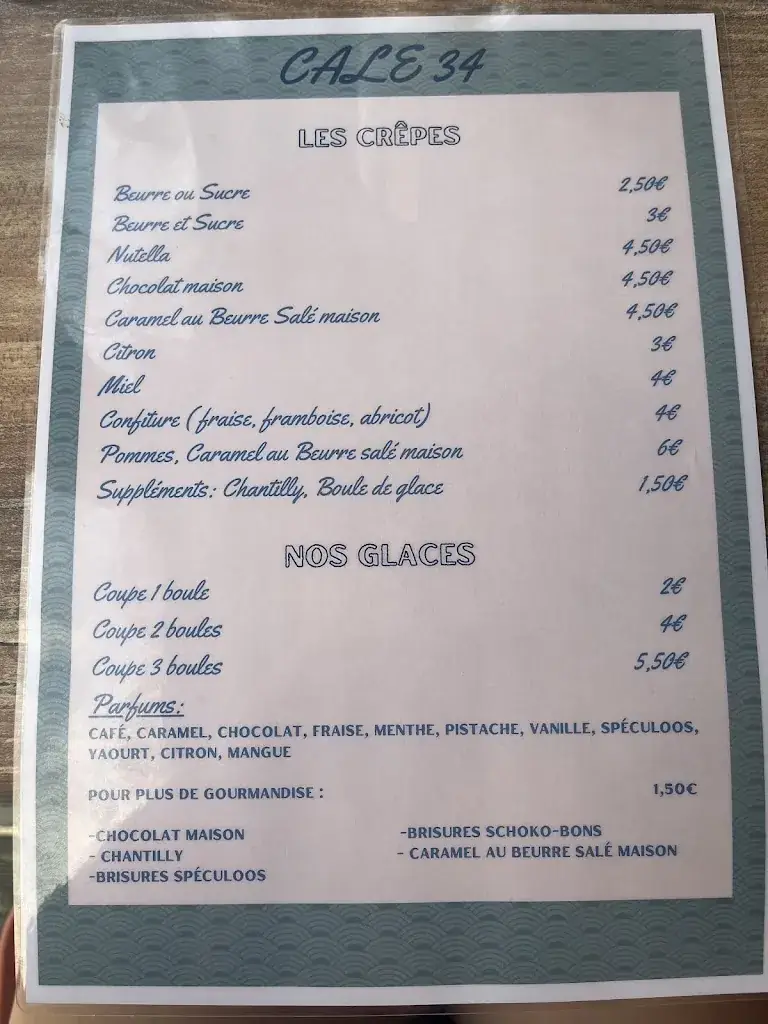 CALE 34
LES CRÊPES
Beurre ou Sucre 2,50€
Beurre et Sucre 3€
Nutella 4,50€
Chocolat maison 4,50€
Caramel au Beurre Salé maison 4,50€
Citron 3€
Miel 4€
Confiture (fraise, framboise, abricot) 4€
Pommes, Caramel au Beurre salé maison 6€
Suppléments: Chantilly, Boule de glace 1,50€
NOS GLACES
Coupe 1 boule 2€
Coupe 2 boules 4€
Coupe 3 boules 5,50€
Parfums:
CAFÉ, CARAMEL, CHOCOLAT, FRAISE, MENTHE, PISTACHE, VANILLE, SPÉCULOOS,
YAOURT, CITRON, MANGUE
POUR PLUS DE GOURMANDISE : 1,50€
-CHOCOLAT MAISON -BRISURES SCHOKO-BONS
- CHANTILLY - CARAMEL AU BEURRE SALÉ MAISON
-BRISURES SPÉCULOOS